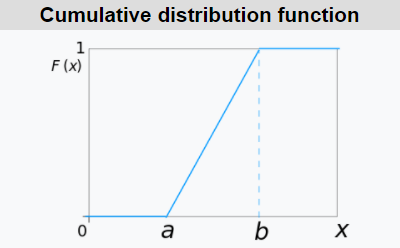 Cumulative distribution function
1
F (x)
0 a b x